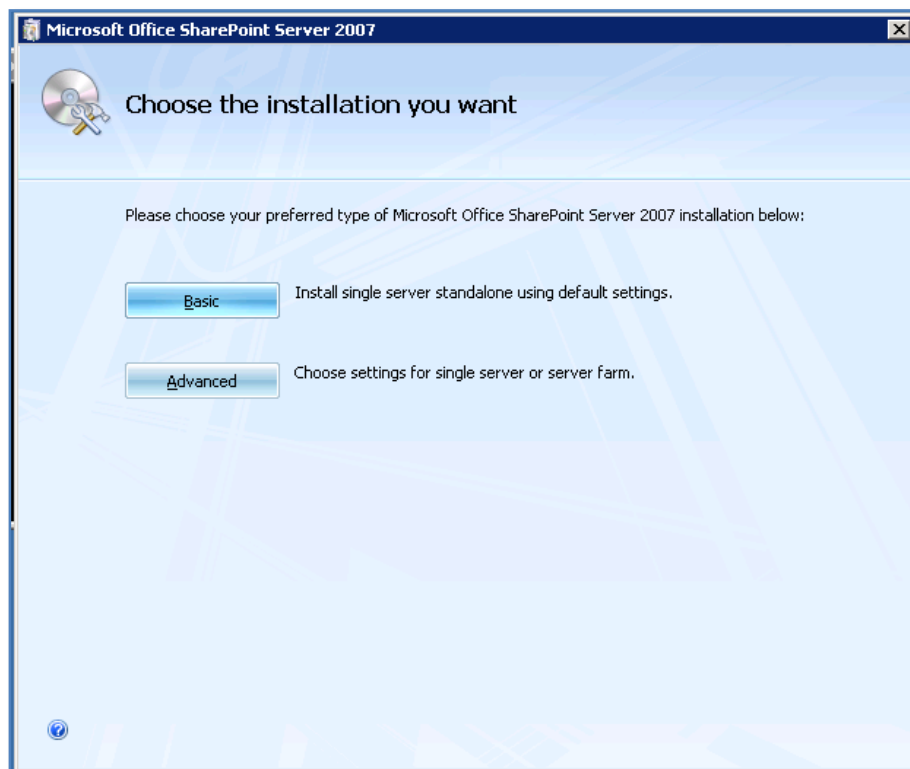 Microsoft Office SharePoint Server 2007
Choose the installation you want
Please choose your preferred type of Microsoft Office SharePoint Server 2007 installation below:
Basic
Install single server standalone using default settings.
Advanced
Choose settings for single server or server farm.